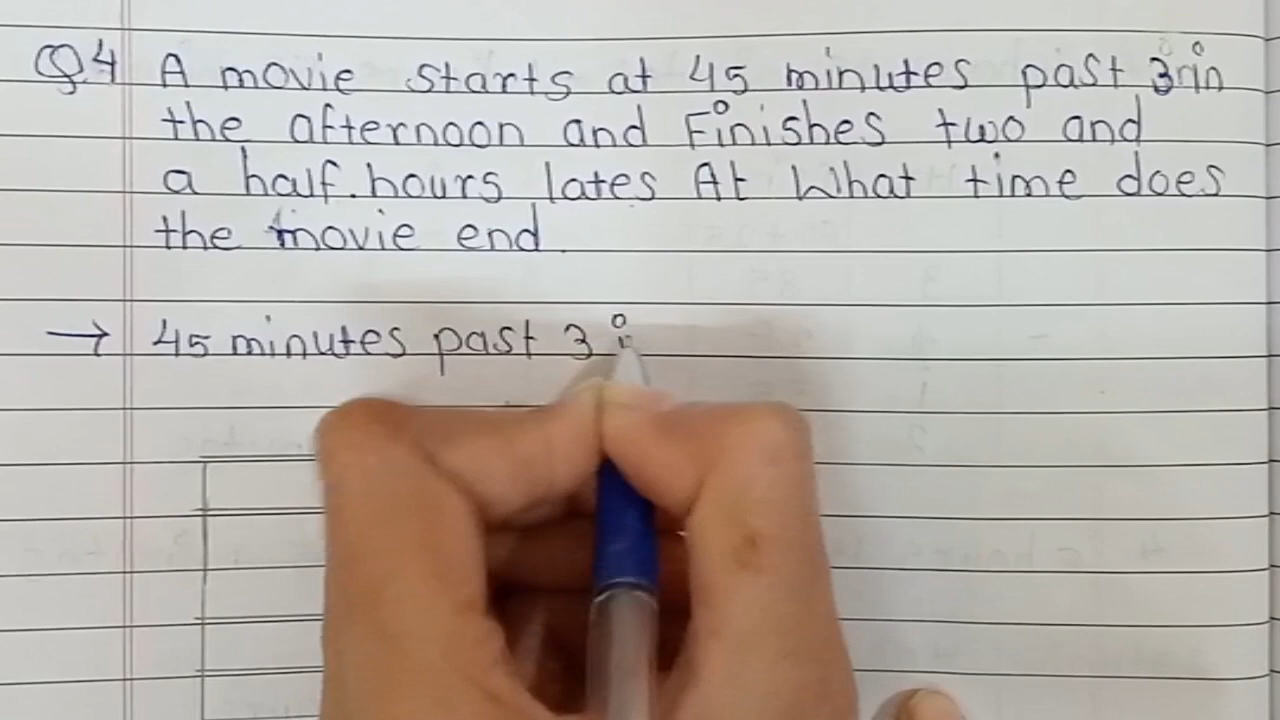 Q.4 A movie starts at 45 minutes past 3 in
the afternoon and Finishes two and
a half.hours lates At What time does
the movie end.
→ 45 minutes past 3 i